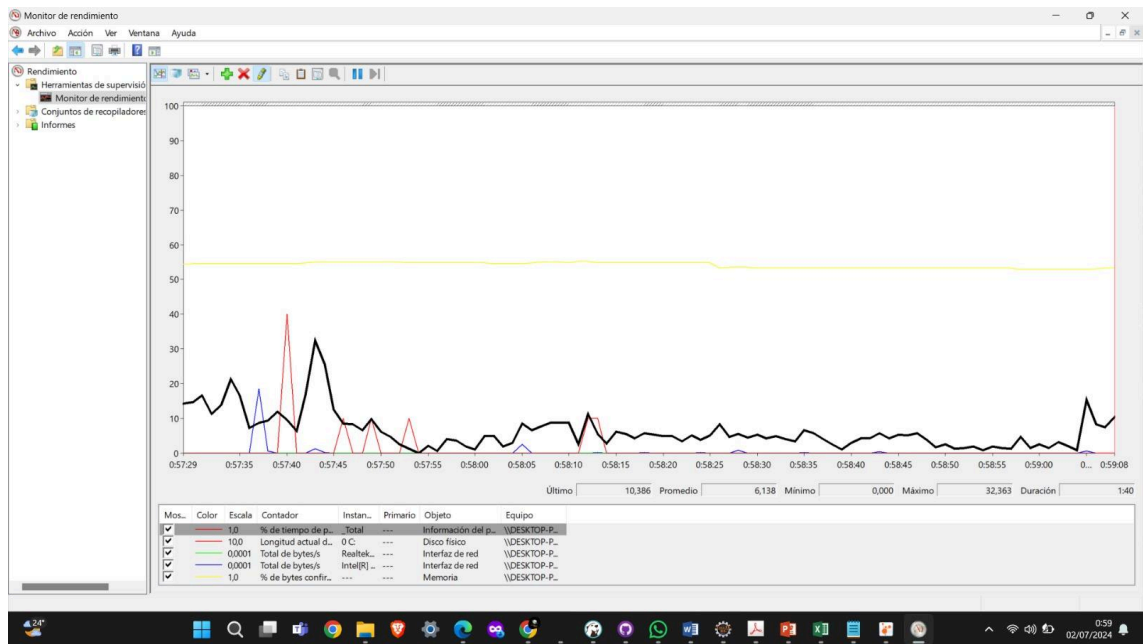 Monitor de rendimiento
Archivo Acción Ver Ventana Ayuda
Rendimiento
Herramientas de supervisió
Monitor de rendimiento
Conjuntos de recopiladores
Informes
100
90
80
70
60
50
40
30
20
10
0
0:57:29 0:57:35 0:57:40 0:57:45 0:57:50 0:57:55 0:58:00 0:58:05 0:58:10 0:58:15 0:58:20 0:58:25 0:58:30 0:58:35 0:58:40 0:58:45 0:58:50 0:58:55 0:59:00 0... 0:59:08
Último 10,386 Promedio 6,138 Mínimo 0,000 Máximo 32,363 Duración 1:40
Mos... Color Escala Contador Instan... Primario Objeto Equipo
1,0 % de tiempo de p... _Total --- Información del p... \\DESKTOP-P...
10,0 Longitud actual d... 0 C: --- Disco físico \\DESKTOP-P...
0,0001 Total de bytes/s Realtek... --- Interfaz de red \\DESKTOP-P...
0,0001 Total de bytes/s Intel[R] ... --- Interfaz de red \\DESKTOP-P...
1,0 % de bytes confir... --- --- Memoria \\DESKTOP-P...
24°
0:59
02/07/2024